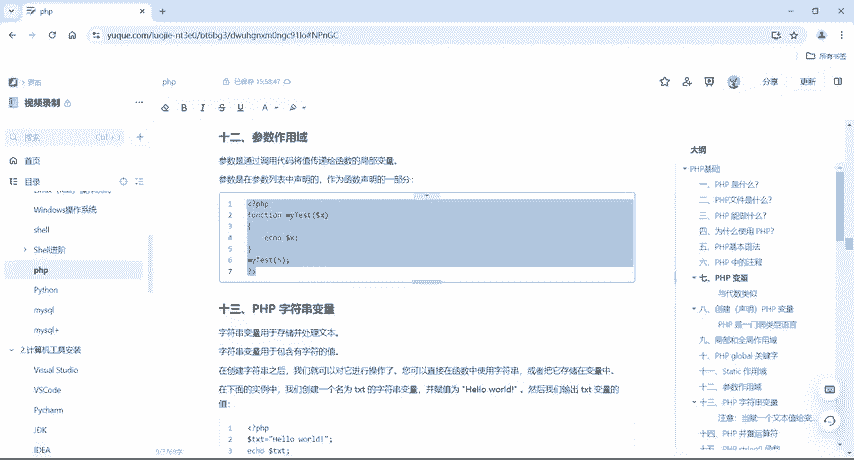 php
yuque.com/luojie-nt3e0/bt6bg3/dwuhgnxm0ngc91lo#NPnGC
所有书签
视频录制
php
已保存 15:58:47
分享
更新
B I S U A
搜索
Ctrl +
首页
目录
Windows操作系统
shell
Shell进阶
php
Python
mysql
mysql+
2.计算机工具安装
Visual Studio
VSCode
Pycharm
JDK
IDEA
十二、参数作用域
参数是通过调用代码将值传递给函数的局部变量。
参数是在参数列表中声明的，作为函数声明的一部分：
1 <?php
2 function myTest($x)
3 {
4 echo $x;
5 }
6 myTest(5);
7 ?>
十三、PHP 字符串变量
字符串变量用于存储并处理文本。
字符串变量用于包含有字符的值。
在创建字符串之后，我们就可以对它进行操作了。您可以直接在函数中使用字符串，或者把它存储在变量中。
在下面的实例中，我们创建一个名为 txt 的字符串变量，并赋值为 "Hello world!" 。然后我们输出 txt 变量的
值：
1 <?php
2 $txt="Hello world!";
3 echo $txt;
大纲
PHP基础
一、PHP 是什么？
二、PHP文件是什么？
三、PHP 能做什么？
四、为什么使用 PHP？
五、PHP基本语法
六、PHP 中的注释
七、PHP 变量
与代数类似
八、创建（声明）PHP 变量
PHP 是一门弱类型语言
九、局部和全局作用域
十、PHP global 关键字
十一、Static 作用域
十二、参数作用域
十三、PHP 字符串变量
注意：当赋一个文本值给变...
十四、PHP 并置运算符